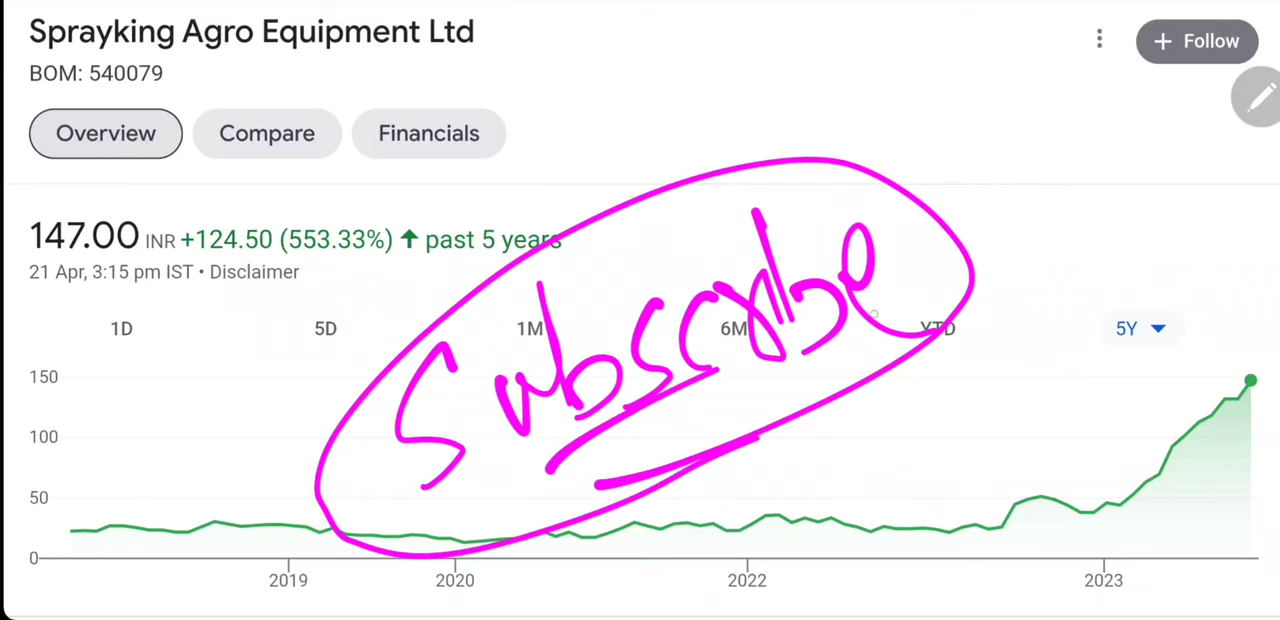 Sprayking Agro Equipment Ltd
+ Follow
BOM: 540079
Overview Compare Financials
147.00 INR +124.50 (553.33%) ↑ past 5 years
21 Apr, 3:15 pm IST • Disclaimer
1D 5D 1M 6M YTD 5Y
Subscribe
150
100
50
0
2019 2020 2022 2023